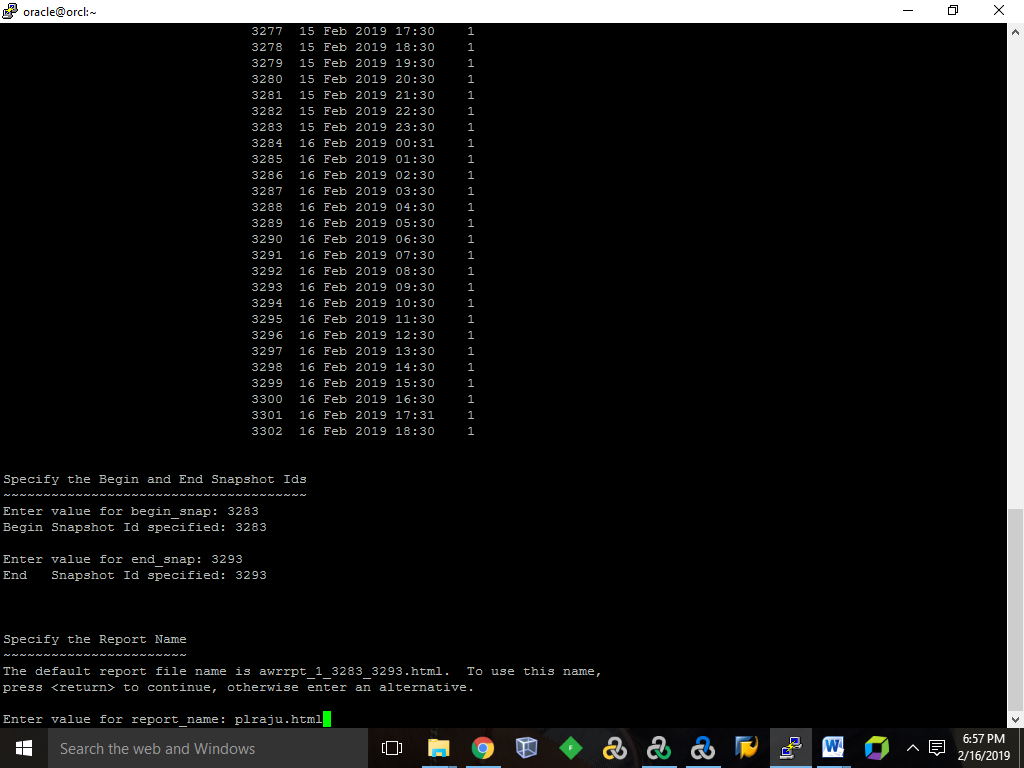 oracle@orcl:~
3277 15 Feb 2019 17:30 1
3278 15 Feb 2019 18:30 1
3279 15 Feb 2019 19:30 1
3280 15 Feb 2019 20:30 1
3281 15 Feb 2019 21:30 1
3282 15 Feb 2019 22:30 1
3283 15 Feb 2019 23:30 1
3284 16 Feb 2019 00:31 1
3285 16 Feb 2019 01:30 1
3286 16 Feb 2019 02:30 1
3287 16 Feb 2019 03:30 1
3288 16 Feb 2019 04:30 1
3289 16 Feb 2019 05:30 1
3290 16 Feb 2019 06:30 1
3291 16 Feb 2019 07:30 1
3292 16 Feb 2019 08:30 1
3293 16 Feb 2019 09:30 1
3294 16 Feb 2019 10:30 1
3295 16 Feb 2019 11:30 1
3296 16 Feb 2019 12:30 1
3297 16 Feb 2019 13:30 1
3298 16 Feb 2019 14:30 1
3299 16 Feb 2019 15:30 1
3300 16 Feb 2019 16:30 1
3301 16 Feb 2019 17:31 1
3302 16 Feb 2019 18:30 1
Specify the Begin and End Snapshot Ids
~~~~~~~~~~~~~~~~~~~~~~~~~~~~~~~~~~~~~~
Enter value for begin_snap: 3283
Begin Snapshot Id specified: 3283
Enter value for end_snap: 3293
End   Snapshot Id specified: 3293
Specify the Report Name
~~~~~~~~~~~~~~~~~~~~~~~
The default report file name is awrrpt_1_3283_3293.html.  To use this name,
press <return> to continue, otherwise enter an alternative.
Enter value for report_name: plraju.html
Search the web and Windows
6:57 PM
2/16/2019